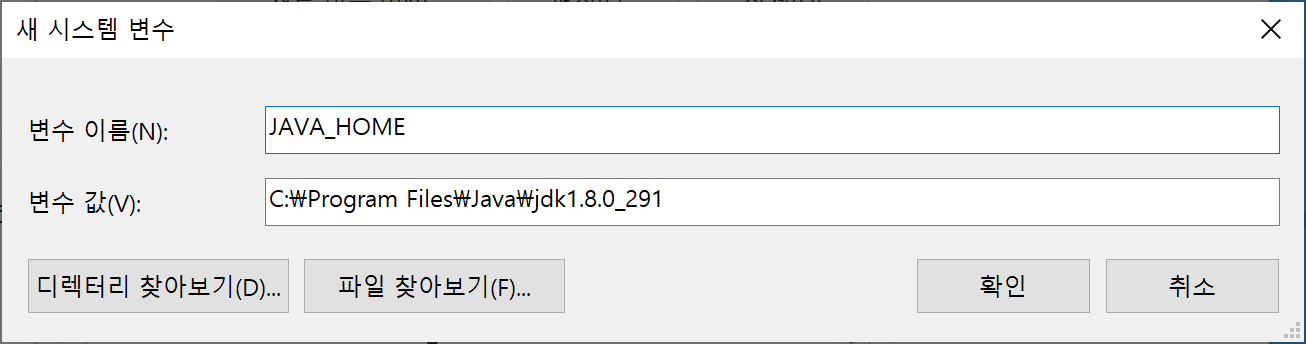 새 시스템 변수
변수 이름(N): JAVA_HOME
변수 값(V): C:₩Program Files₩Java₩jdk1.8.0_291
디렉터리 찾아보기(D)... 파일 찾아보기(F)... 확인 취소